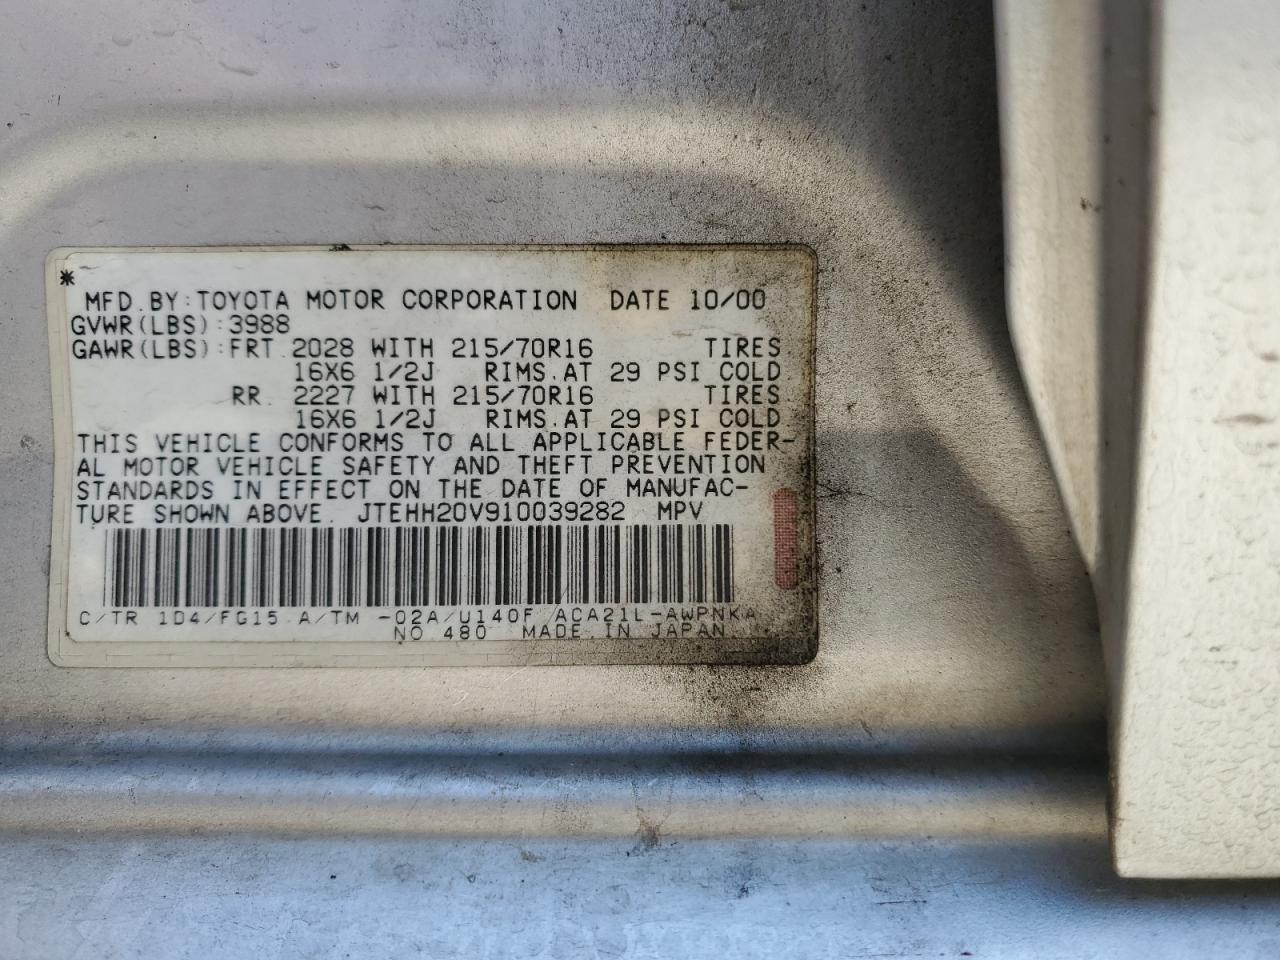 *
MFD. BY: TOYOTA MOTOR CORPORATION DATE 10/00
GVWR(LBS):3988
GAWR(LBS):FRT 2028 WITH 215/70R16 TIRES
16X6 1/2J RIMS.AT 29 PSI COLD
RR. 2227 WITH 215/70R16 TIRES
16X6 1/2J RIMS.AT 29 PSI COLD
THIS VEHICLE CONFORMS TO ALL APPLICABLE FEDER-
AL MOTOR VEHICLE SAFETY AND THEFT PREVENTION
STANDARDS IN EFFECT ON THE DATE OF MANUFAC-
TURE SHOWN ABOVE. JTEHH20V910039282 MPV
C/TR 1D4/FG15 A/TM -02A/U140F ACA21L-AWPNKA
NO 480 MADE IN JAPAN